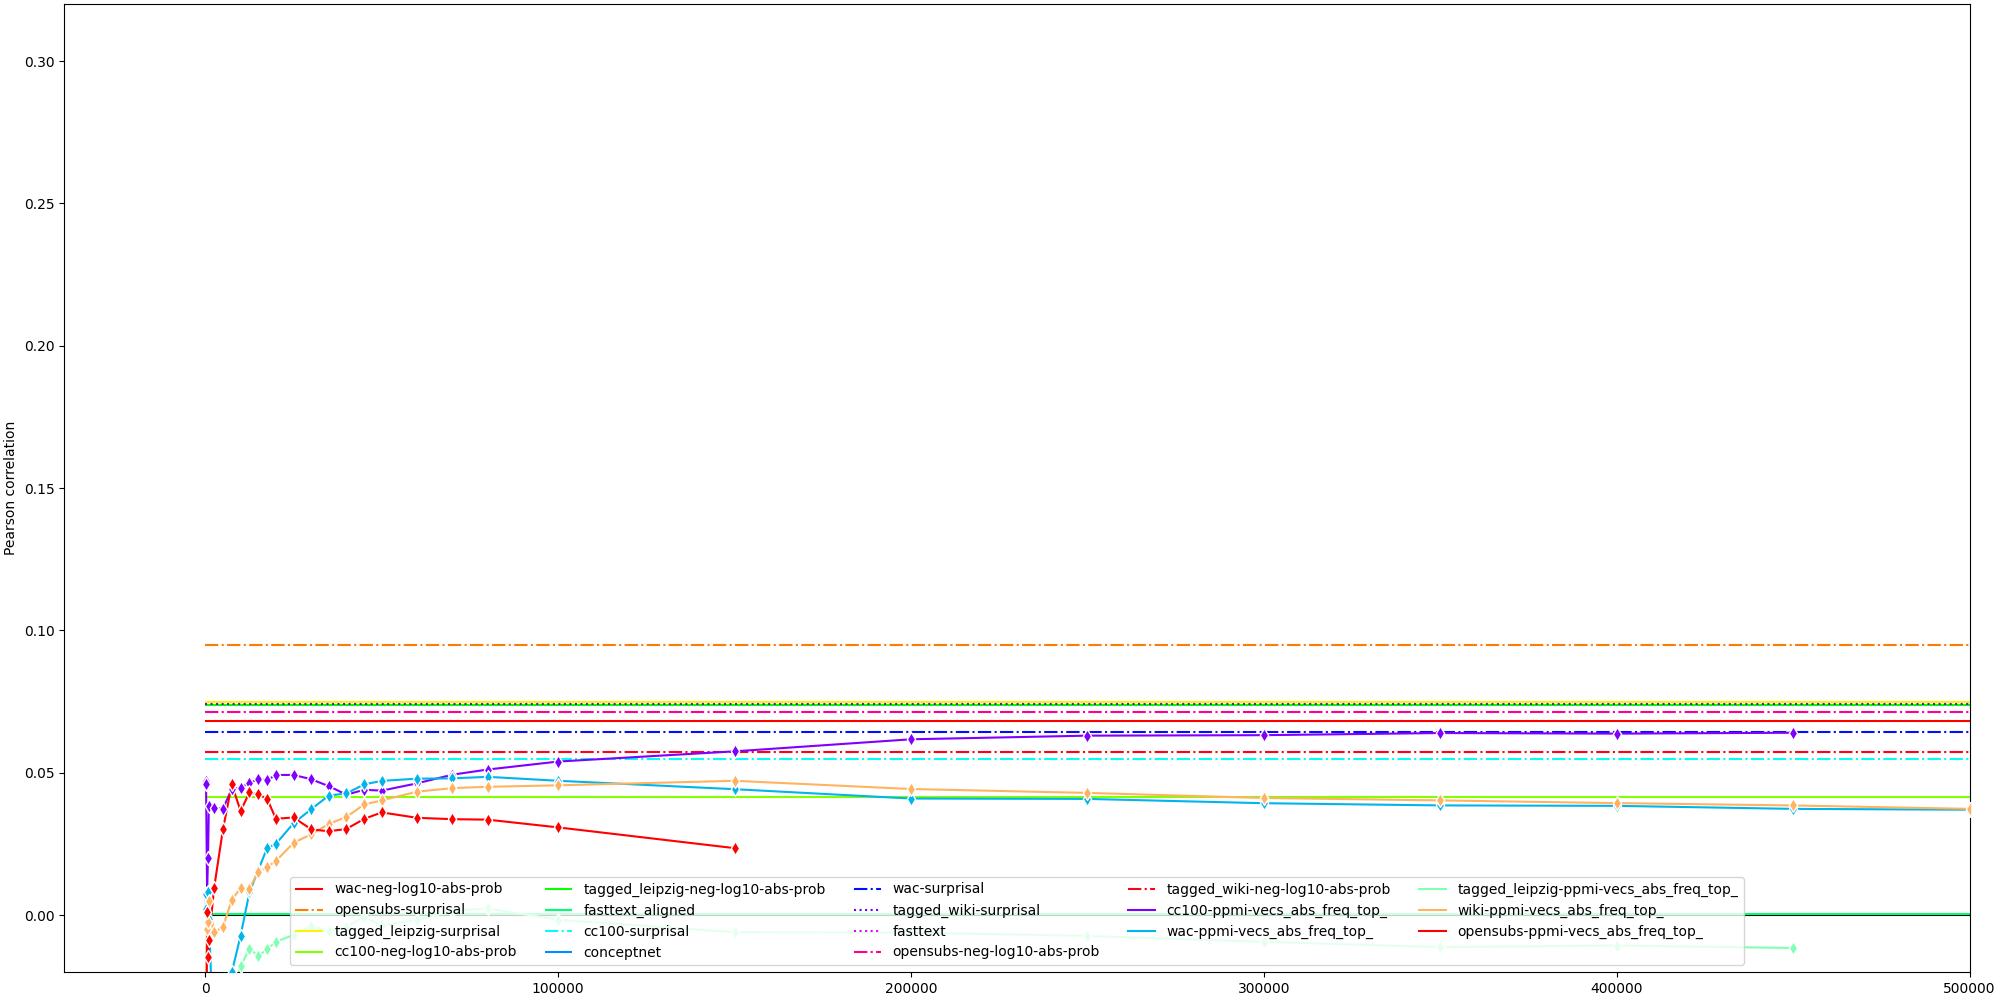 0.30
0.25
0.20
0.15
0.10
0.05
0.00
Pearson correlation
wac-neg-log10-abs-prob
opensubs-surprisal
tagged_leipzig-surprisal
cc100-neg-log10-abs-prob
tagged_leipzig-neg-log10-abs-prob
fasttext_aligned
cc100-surprisal
conceptnet
wac-surprisal
tagged_wiki-surprisal
fasttext
opensubs-neg-log10-abs-prob
tagged_wiki-neg-log10-abs-prob
cc100-ppmi-vecs_abs_freq_top_
wac-ppmi-vecs_abs_freq_top_
tagged_leipzig-ppmi-vecs_abs_freq_top_
wiki-ppmi-vecs_abs_freq_top_
opensubs-ppmi-vecs_abs_freq_top_
0 100000 200000 300000 400000 500000